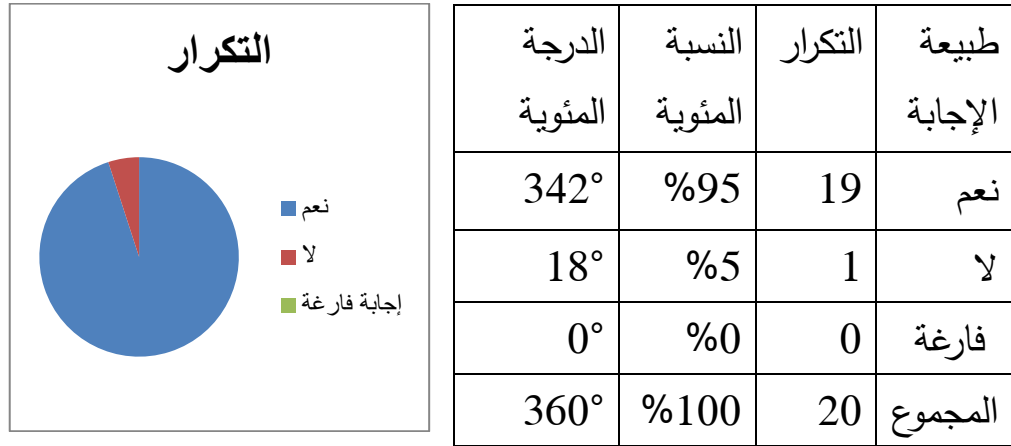 التكرار
نعم
لا
إجابة فارغة
طبيعة الإجابة التكرار النسبة المئوية الدرجة المئوية
نعم 19 %95 342°
لا 1 %5 18°
فارغة 0 %0 0°
المجموع 20 %100 360°